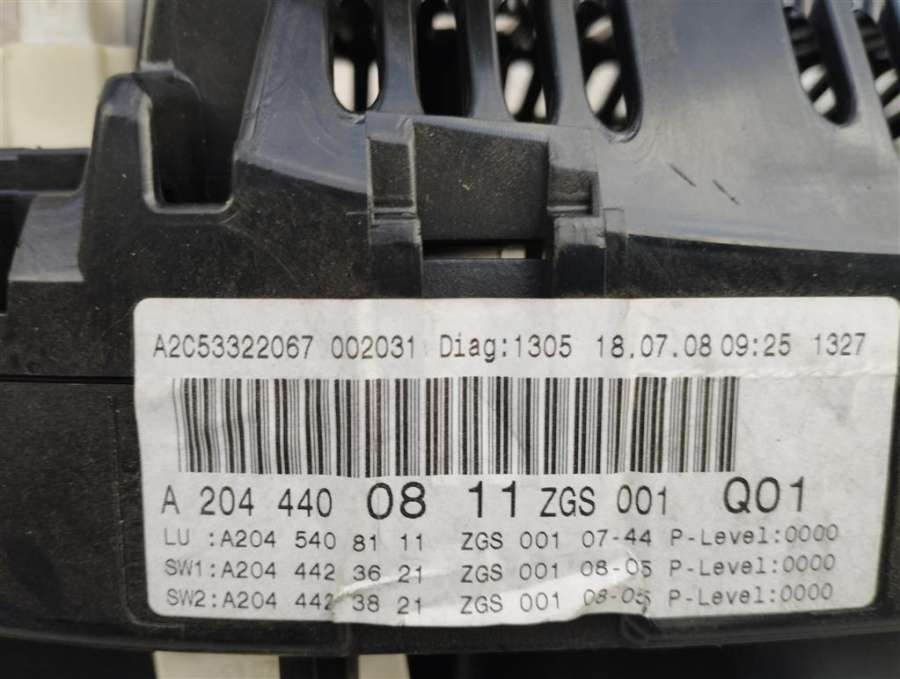 A2C53322067 002031 Diag:1305 18.07.08 09:25 1327
A 204 440 08 11 ZGS 001 Q01
LU :A204 540 81 11 ZGS 001 07-44 P-Level:0000
SW1:A204 442 36 21 ZGS 001 08-05 P-Level:0000
SW2:A204 442 38 21 ZGS 001 08-05 P-Level:0000